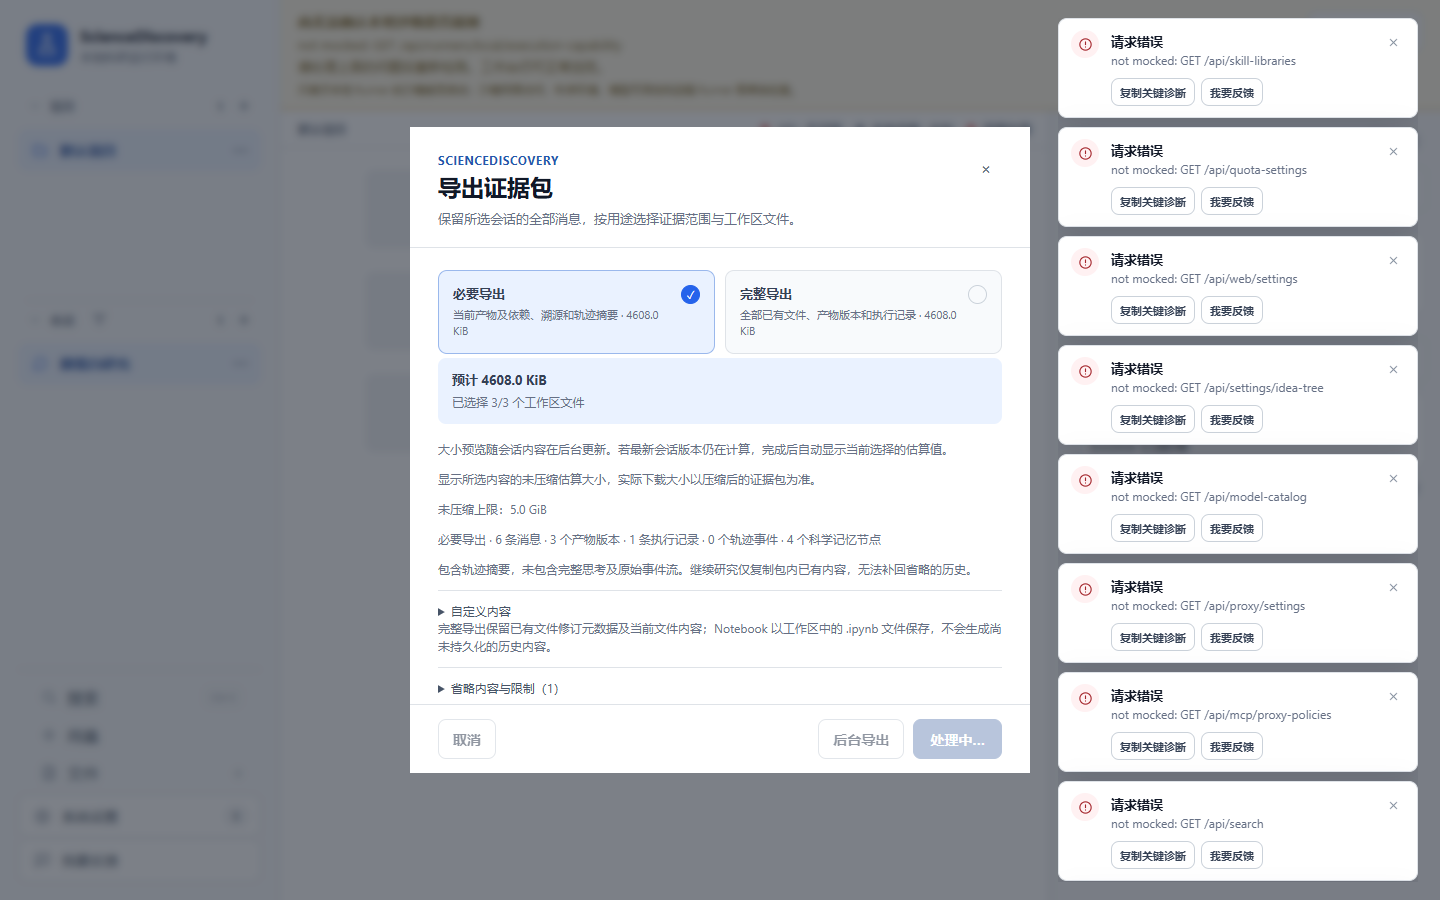 SCIENCEDISCOVERY
导出证据包
×
保留所选会话的全部消息，按用途选择证据范围与工作区文件。
必要导出
当前产物及依赖、溯源和轨迹摘要 · 4608.0
KiB
完整导出
全部已有文件、产物版本和执行记录 · 4608.0
KiB
预计 4608.0 KiB
已选择 3/3 个工作区文件
大小预览随会话内容在后台更新。若最新会话版本仍在计算，完成后自动显示当前选择的估算值。
显示所选内容的未压缩估算大小，实际下载大小以压缩后的证据包为准。
未压缩上限：5.0 GiB
必要导出 · 6 条消息 · 3 个产物版本 · 1 条执行记录 · 0 个轨迹事件 · 4 个科学记忆节点
包含轨迹摘要，未包含完整思考及原始事件流。继续研究仅复制包内已有内容，无法补回省略的历史。
▶ 自定义内容
完整导出保留已有文件修订元数据及当前文件内容；Notebook 以工作区中的 .ipynb 文件保存，不会生成尚
未持久化的历史内容。
▶ 省略内容与限制（1）
取消
后台导出
处理中...
请求错误
not mocked: GET /api/skill-libraries
复制关键诊断
我要反馈
请求错误
not mocked: GET /api/quota-settings
复制关键诊断
我要反馈
请求错误
not mocked: GET /api/web/settings
复制关键诊断
我要反馈
请求错误
not mocked: GET /api/settings/idea-tree
复制关键诊断
我要反馈
请求错误
not mocked: GET /api/model-catalog
复制关键诊断
我要反馈
请求错误
not mocked: GET /api/proxy/settings
复制关键诊断
我要反馈
请求错误
not mocked: GET /api/mcp/proxy-policies
复制关键诊断
我要反馈
请求错误
not mocked: GET /api/search
复制关键诊断
我要反馈